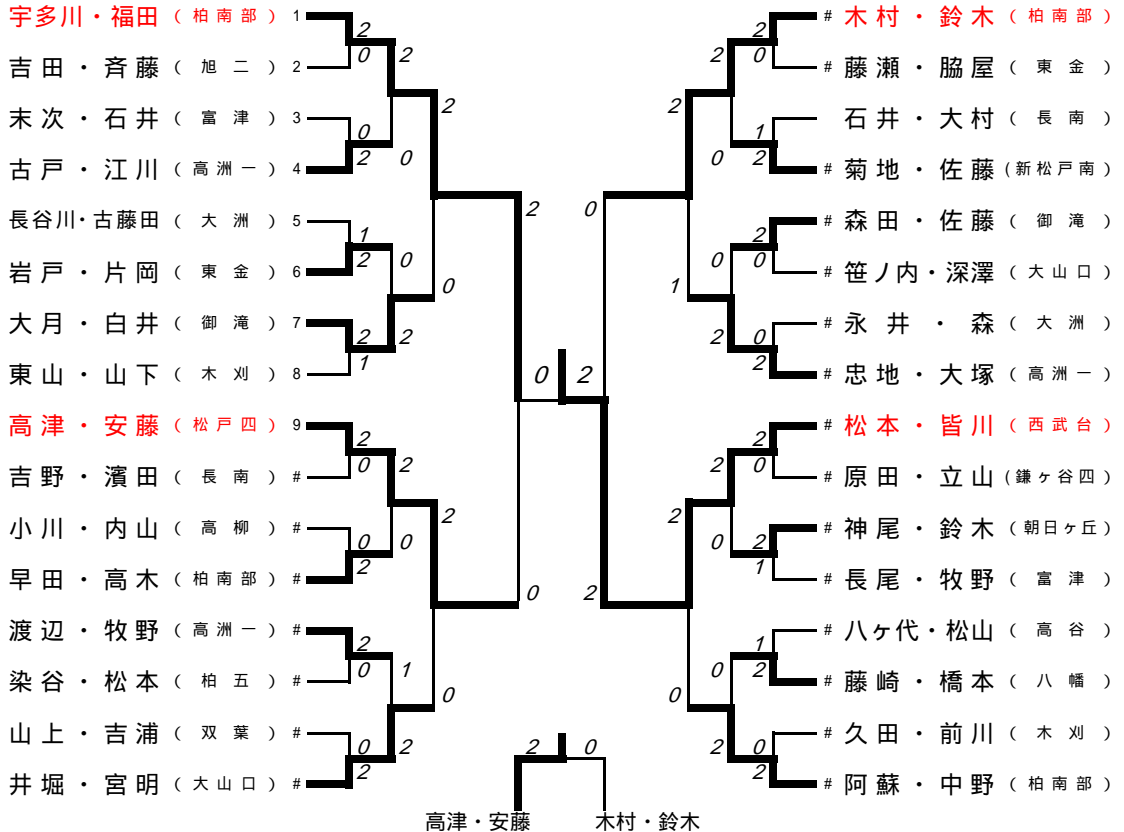 宇多川・福田（柏南部） 1
2
0
吉田・斉藤（旭二） 2
2
末次・石井（富津） 3
0
2
古戸・江川（高洲一） 4
0
2
長谷川・古藤田（大洲） 5
1
2
岩戸・片岡（東金） 6
0
大月・白井（御滝） 7
2
1
東山・山下（木刈） 8
2
0
2
高津・安藤（松戸四） 9
2
0
吉野・濱田（長南） #
2
小川・内山（高柳） #
0
2
早田・高木（柏南部） #
0
2
渡辺・牧野（高洲一） #
2
0
染谷・松本（柏五） #
1
山上・吉浦（双葉） #
0
2
井堀・宮明（大山口） #
2
0
0
0 2
# 木村・鈴木（柏南部）
2
0
# 藤瀬・脇屋（東金）
2
石井・大村（長南）
1
2
# 菊地・佐藤（新松戸南）
0
2
# 森田・佐藤（御滝）
2
0
# 笹ノ内・深澤（大山口）
0
# 永井・森（大洲）
0
2
# 忠地・大塚（高洲一）
2
1
0
# 松本・皆川（西武台）
2
0
# 原田・立山（鎌ヶ谷四）
2
# 神尾・鈴木（朝日ヶ丘）
2
1
# 長尾・牧野（富津）
0
2
# 八ヶ代・松山（高谷）
1
2
# 藤崎・橋本（八幡）
0
# 久田・前川（木刈）
0
2
# 阿蘇・中野（柏南部）
2
0
2
2 0
高津・安藤 木村・鈴木